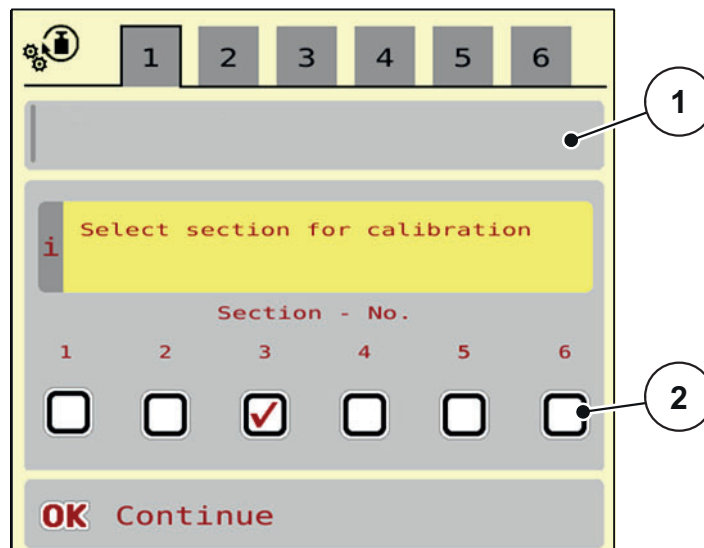 1 2 3 4 5 6
1
i Select section for calibration
Section - No.
1 2 3 4 5 6
2
OK Continue